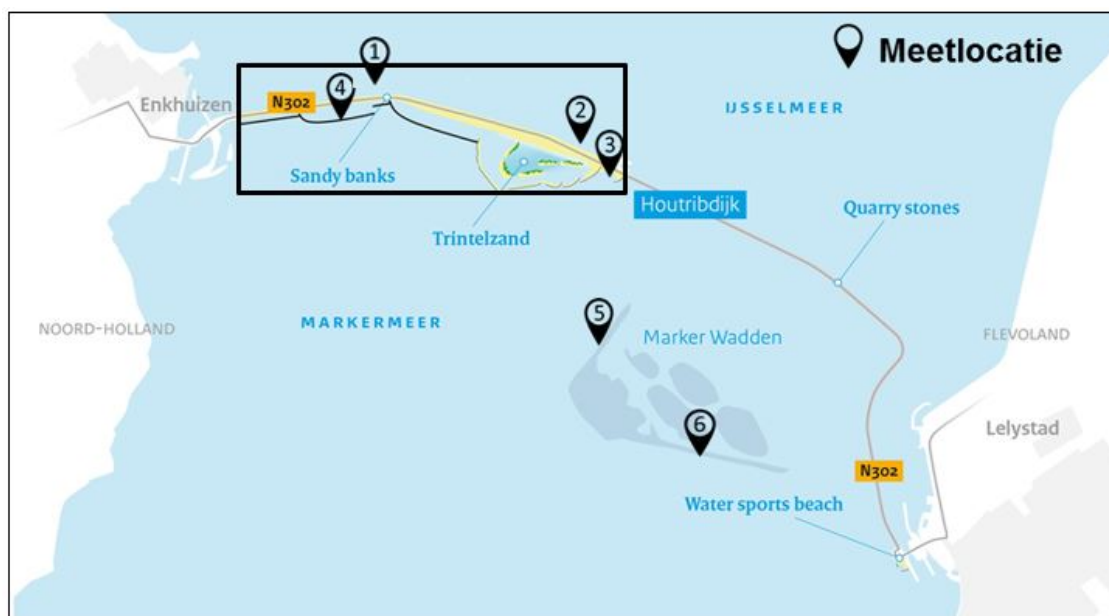 Meetlocatie
1
Enkhuizen
N302
4
IJSSELMEER
2
3
Sandy banks
Houtribdijk
Quarry stones
Trintelzand
5
NOORD-HOLLAND
MARKERMEER
Marker Wadden
FLEVOLAND
6
Lelystad
N302
Water sports beach